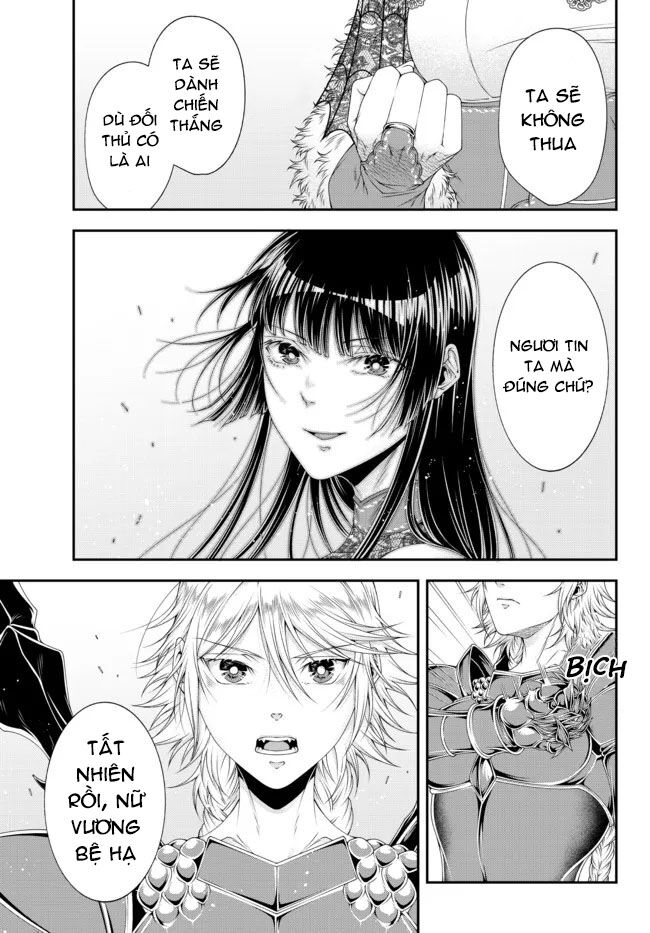 TA SẼ
KHÔNG
THUA
TA SẼ
DÀNH
CHIẾN
THẮNG
DÙ ĐỐI
THỦ CÓ
LÀ AI
NGƯƠI TIN
TA MÀ
ĐÚNG CHỨ?
BỊCH
TẤT
NHIÊN
RỒI, NỮ
VƯƠNG
BỆ HẠ